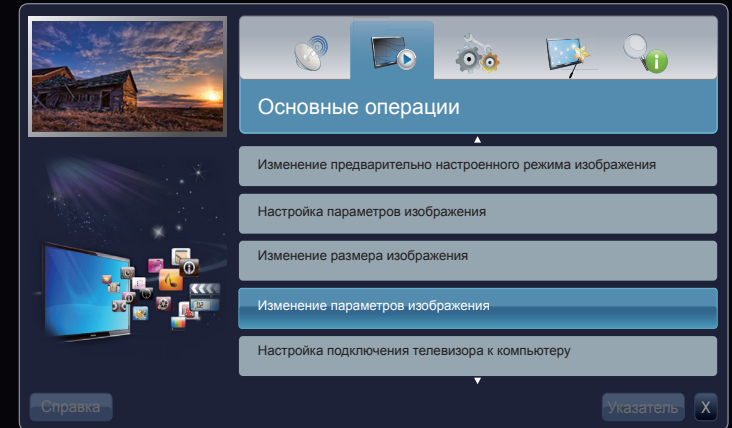 Основные операции
Изменение предварительно настроенного режима изображения
Настройка параметров изображения
Изменение размера изображения
Изменение параметров изображения
Настройка подключения телевизора к компьютеру
Справка
Указатель X